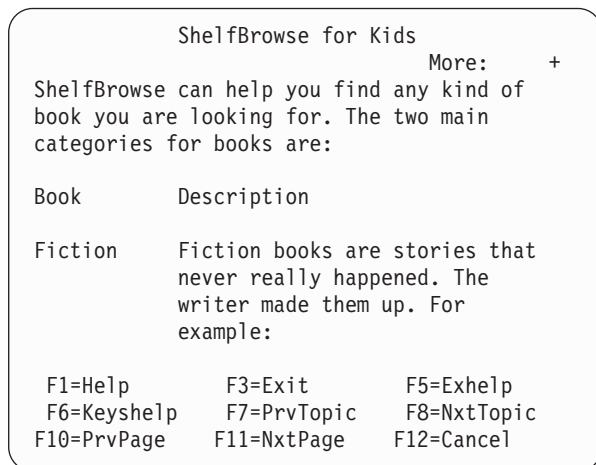 ShelfBrowse for Kids
More: +
ShelfBrowse can help you find any kind of
book you are looking for. The two main
categories for books are:
Book Description
Fiction Fiction books are stories that
never really happened. The
writer made them up. For
example:
F1=Help F3=Exit F5=Exhelp
F6=Keyshelp F7=PrvTopic F8=NxtTopic
F10=PrvPage F11=NxtPage F12=Cancel